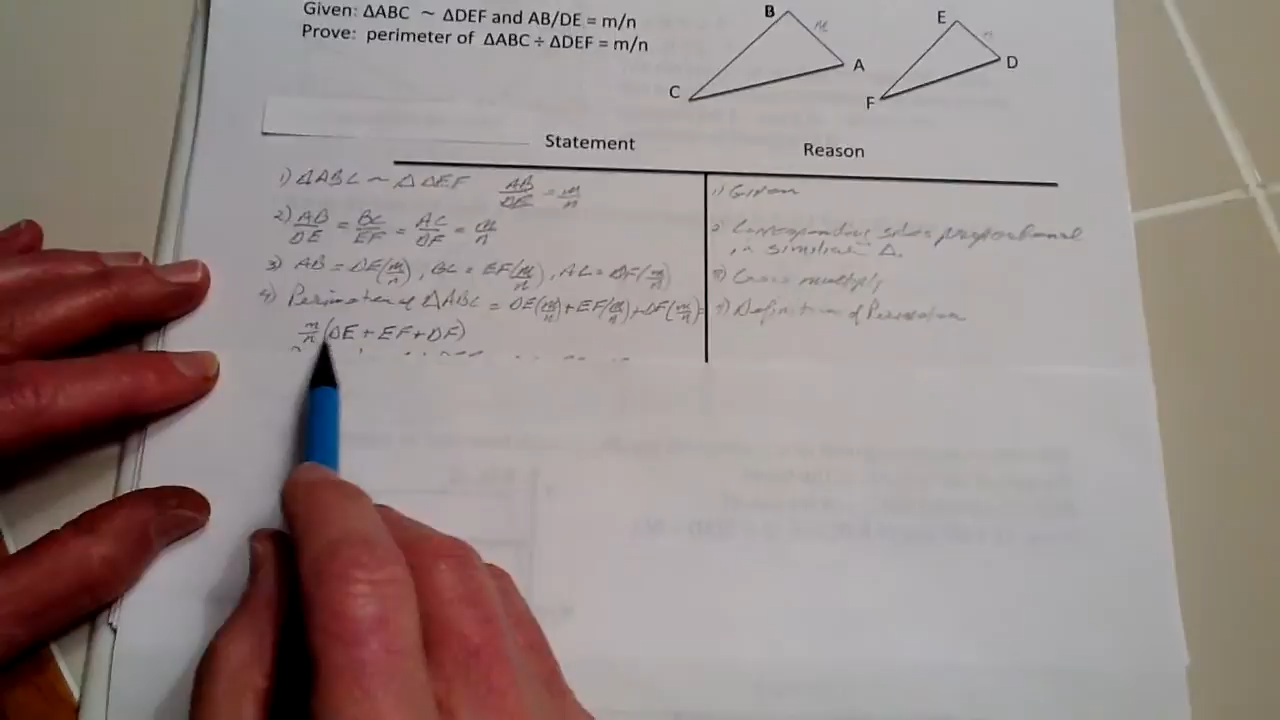 Given: ΔABC ~ ΔDEF and AB/DE = m/n
Prove: perimeter of ΔABC ÷ ΔDEF = m/n
B
A
C
m
E
D
F
n
Statement
Reason
1) ΔABC ~ ΔDEF AB/DE = m/n
1) Given
2) AB/DE = BC/EF = AC/DF = m/n
2) Corresponding sides proportional
in similar Δ.
3) AB = DE(m/n), BC = EF(m/n), AC = DF(m/n)
3) Cross multiply
4) Perimeter of ΔABC = DE(m/n)+EF(m/n)+DF(m/n)=
4) Definition of Perimeter
m/n(DE + EF + DF)